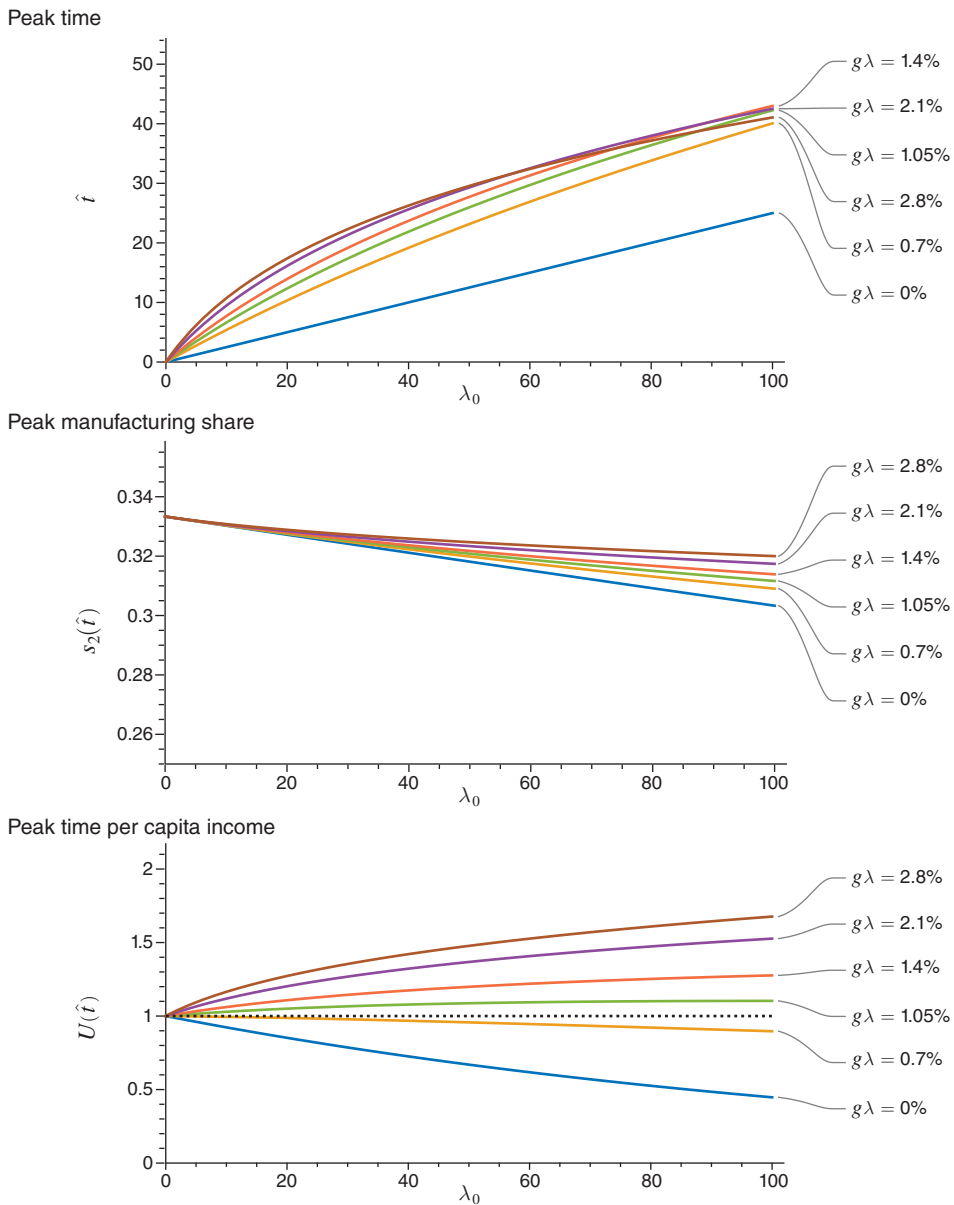 Peak time
50
40
30
20
10
0
t̂
0 20 40 60 80 100
λ₀
gλ = 1.4%
gλ = 2.1%
gλ = 1.05%
gλ = 2.8%
gλ = 0.7%
gλ = 0%
Peak manufacturing share
0.34
0.32
0.3
0.28
0.26
s₂(t̂)
0 20 40 60 80 100
λ₀
gλ = 2.8%
gλ = 2.1%
gλ = 1.4%
gλ = 1.05%
gλ = 0.7%
gλ = 0%
Peak time per capita income
2
1.5
1
0.5
0
U(t̂)
0 20 40 60 80 100
λ₀
gλ = 2.8%
gλ = 2.1%
gλ = 1.4%
gλ = 1.05%
gλ = 0.7%
gλ = 0%